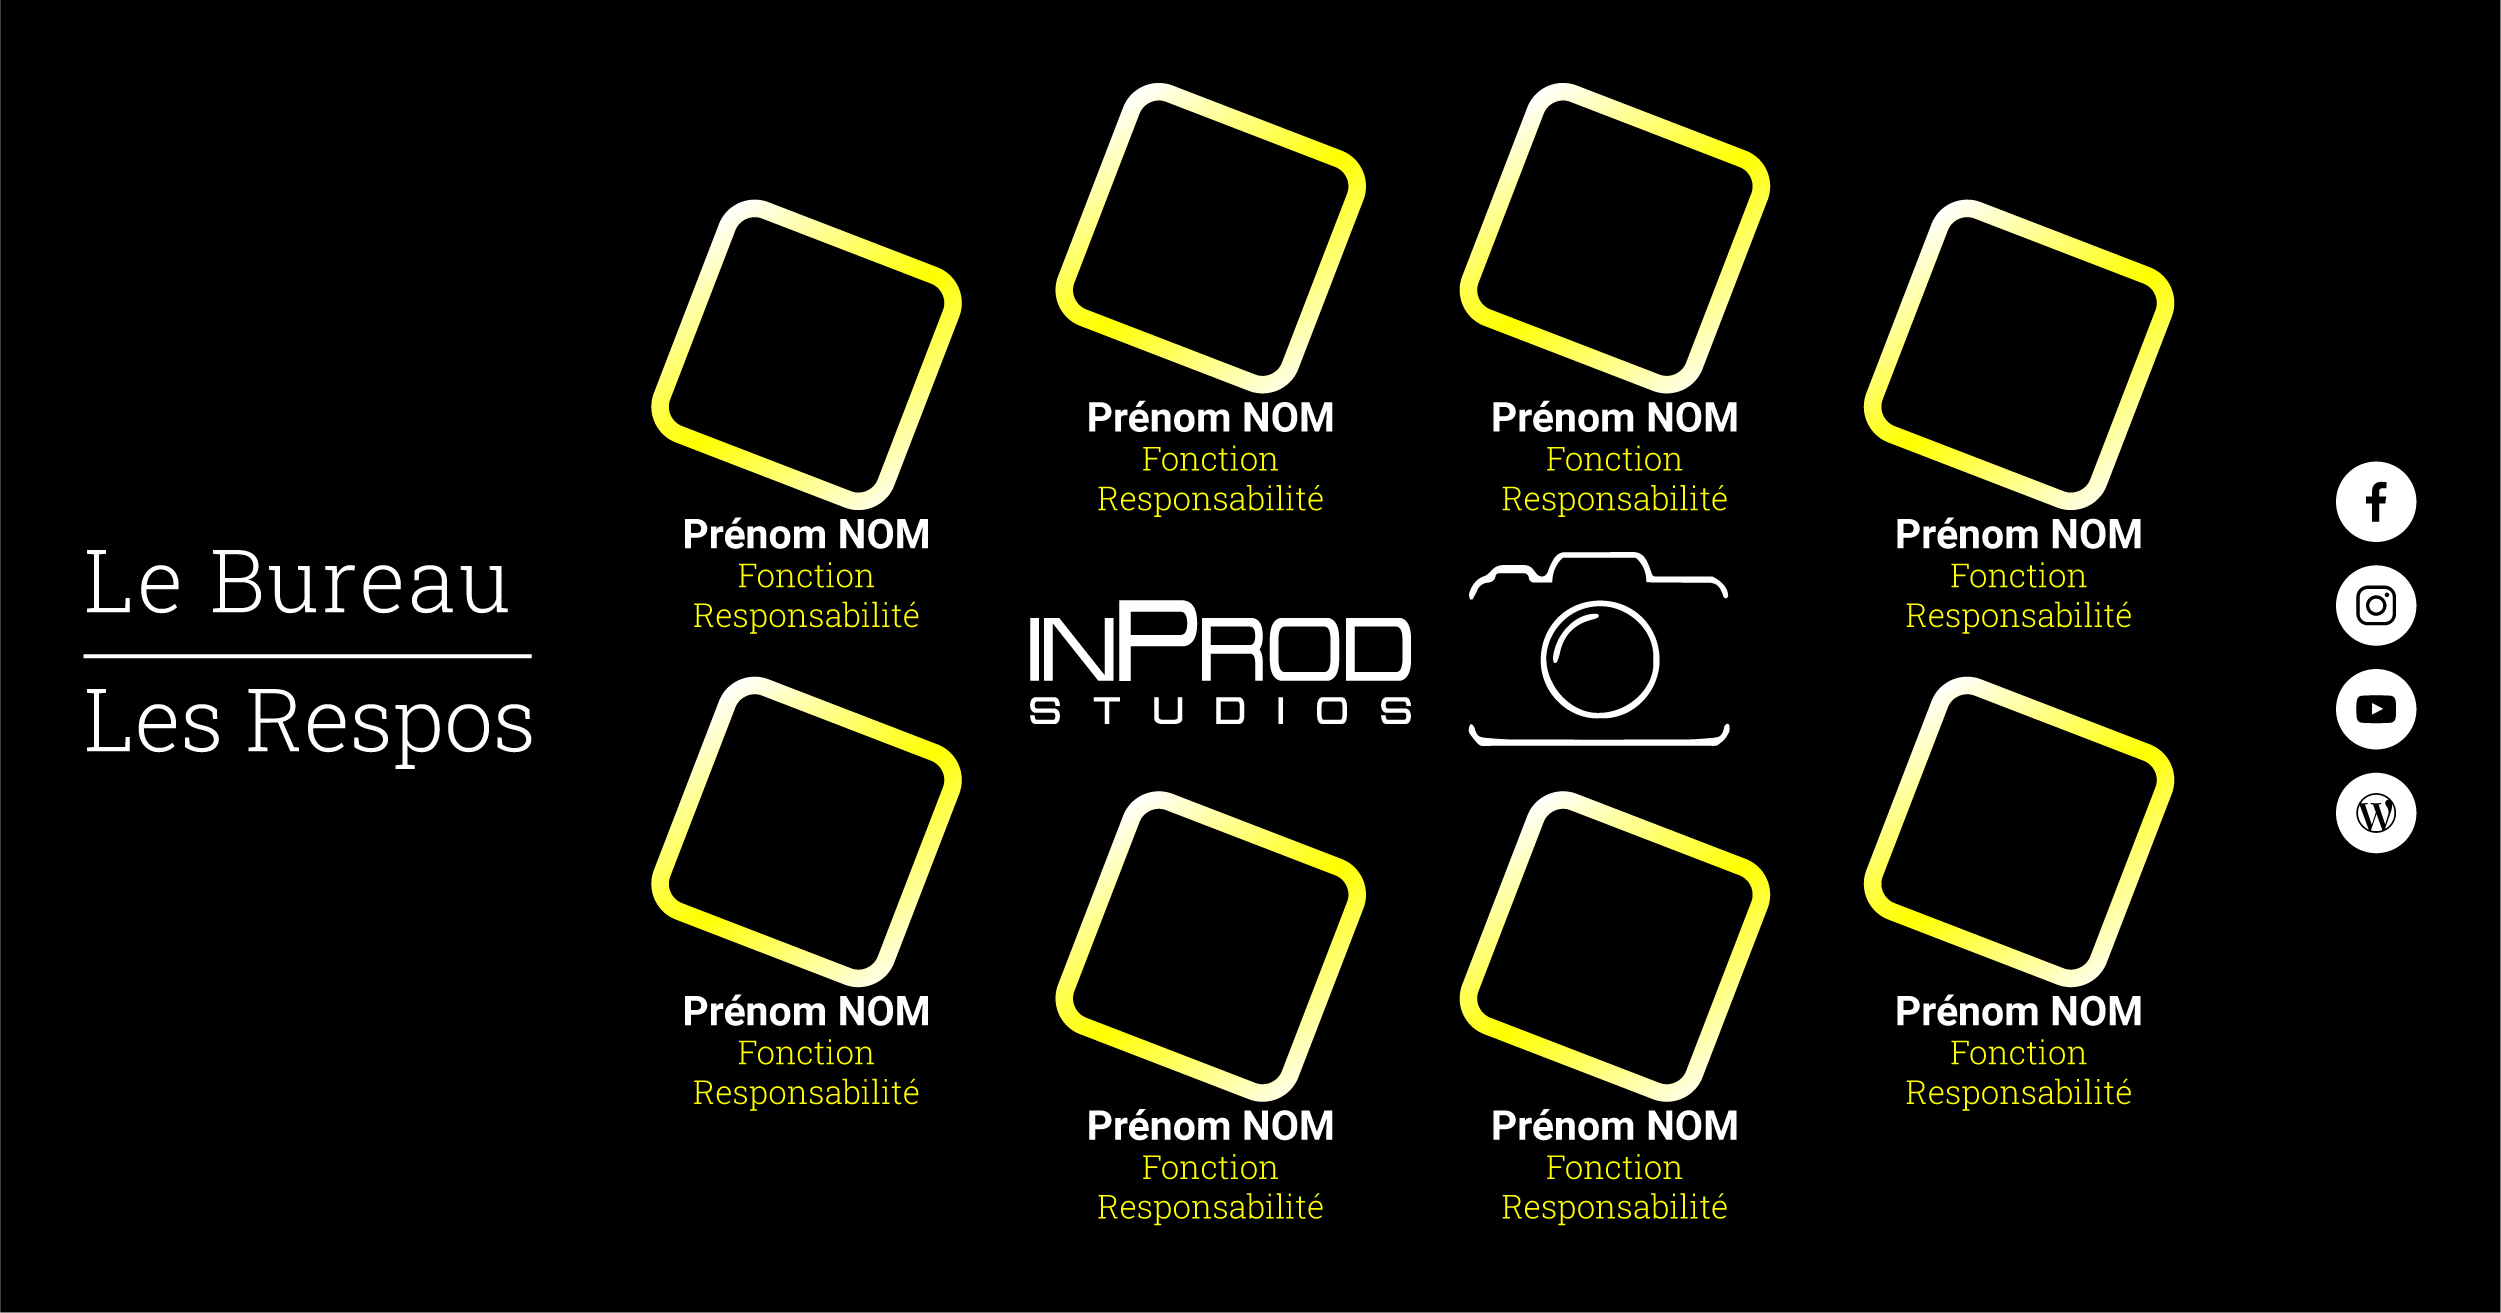 Le Bureau
Les Respos
Prénom NOM
Fonction
Responsabilité
Prénom NOM
Fonction
Responsabilité
Prénom NOM
Fonction
Responsabilité
Prénom NOM
Fonction
Responsabilité
INPROD
STUDIOS
Prénom NOM
Fonction
Responsabilité
Prénom NOM
Fonction
Responsabilité
Prénom NOM
Fonction
Responsabilité
Prénom NOM
Fonction
Responsabilité